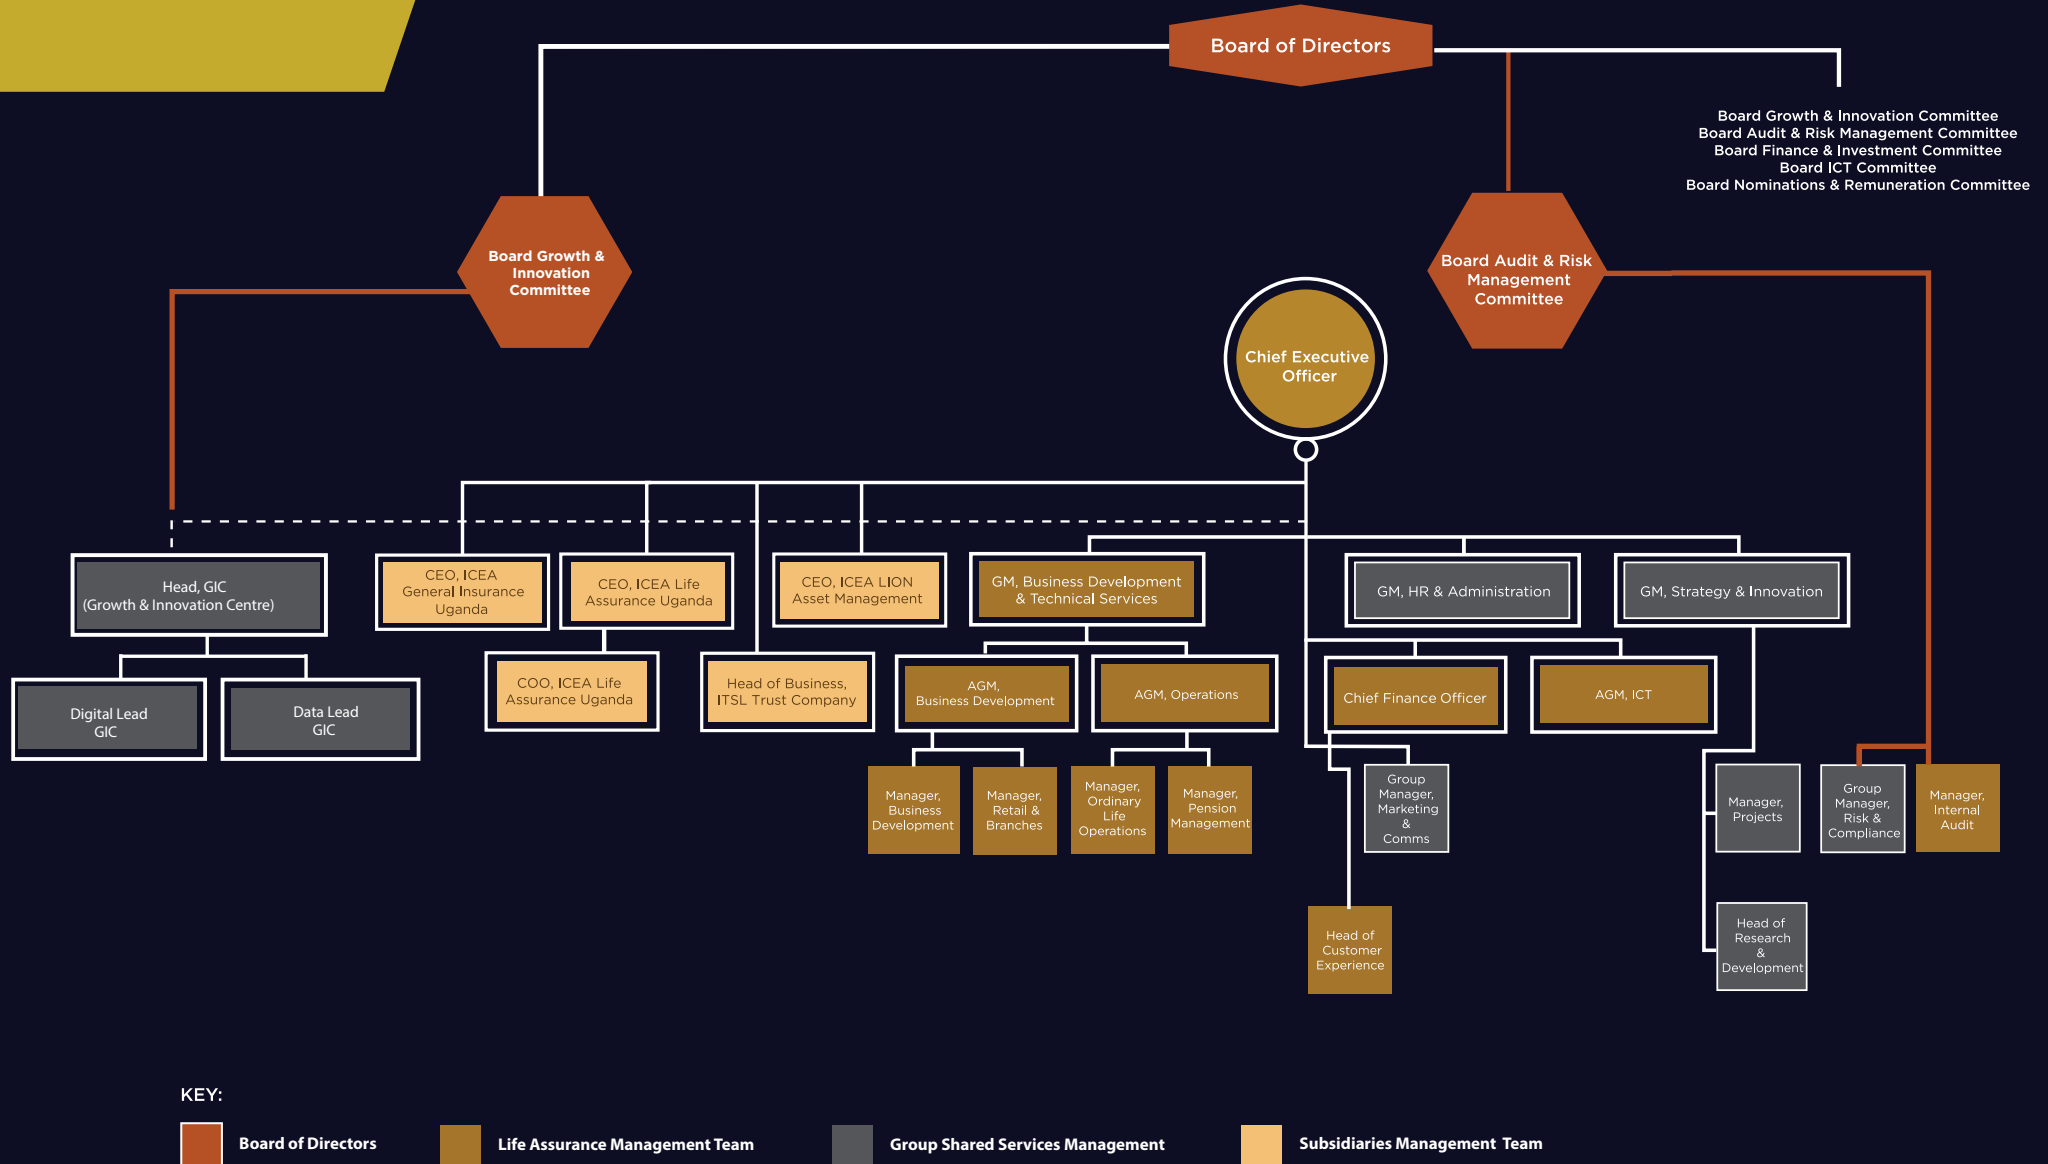 Board of Directors
Board Growth & Innovation Committee
Board Audit & Risk Management Committee
Board Finance & Investment Committee
Board ICT Committee
Board Nominations & Remuneration Committee
Board Growth &
Innovation
Committee
Board Audit & Risk
Management
Committee
Chief Executive
Officer
Head, GIC
(Growth & Innovation Centre)
CEO, ICEA
General Insurance
Uganda
CEO, ICEA Life
Assurance Uganda
CEO, ICEA LION
Asset Management
GM, Business Development
& Technical Services
GM, HR & Administration
GM, Strategy & Innovation
Digital Lead
GIC
Data Lead
GIC
COO, ICEA Life
Assurance Uganda
Head of Business,
ITSL Trust Company
AGM,
Business Development
AGM, Operations
Chief Finance Officer
AGM, ICT
Manager,
Business
Development
Manager,
Retail &
Branches
Manager,
Ordinary
Life
Operations
Manager,
Pension
Management
Group
Manager,
Marketing
&
Comms
Manager,
Projects
Group
Manager,
Risk &
Compliance
Manager,
Internal
Audit
Head of
Customer
Experience
Head of
Research
&
Development
KEY:
Board of Directors
Life Assurance Management Team
Group Shared Services Management
Subsidiaries Management Team